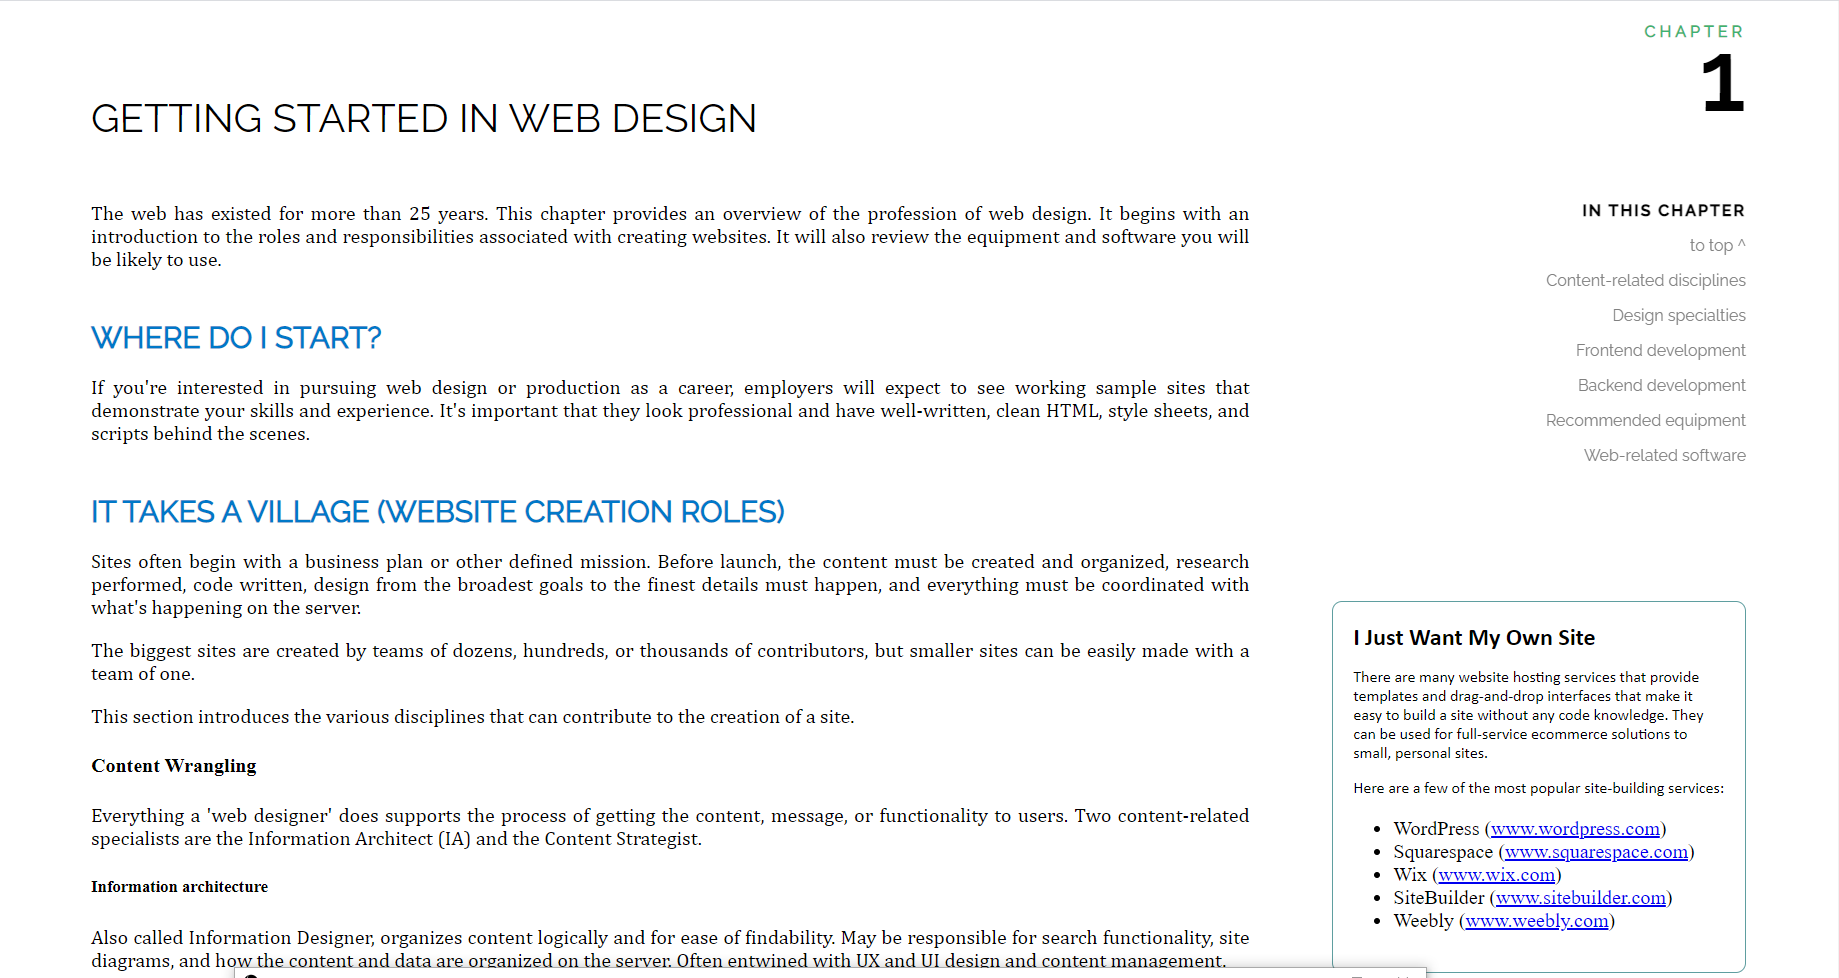 CHAPTER
1
GETTING STARTED IN WEB DESIGN
The web has existed for more than 25 years. This chapter provides an overview of the profession of web design. It begins with an
introduction to the roles and responsibilities associated with creating websites. It will also review the equipment and software you will
be likely to use.
WHERE DO I START?
If you're interested in pursuing web design or production as a career, employers will expect to see working sample sites that
demonstrate your skills and experience. It's important that they look professional and have well-written, clean HTML, style sheets, and
scripts behind the scenes.
IT TAKES A VILLAGE (WEBSITE CREATION ROLES)
Sites often begin with a business plan or other defined mission. Before launch, the content must be created and organized, research
performed, code written, design from the broadest goals to the finest details must happen, and everything must be coordinated with
what's happening on the server.
The biggest sites are created by teams of dozens, hundreds, or thousands of contributors, but smaller sites can be easily made with a
team of one.
This section introduces the various disciplines that can contribute to the creation of a site.
Content Wrangling
Everything a 'web designer' does supports the process of getting the content, message, or functionality to users. Two content-related
specialists are the Information Architect (IA) and the Content Strategist.
Information architecture
Also called Information Designer, organizes content logically and for ease of findability. May be responsible for search functionality, site
diagrams, and how the content and data are organized on the server. Often entwined with UX and UI design and content management.
IN THIS CHAPTER
to top ^
Content-related disciplines
Design specialties
Frontend development
Backend development
Recommended equipment
Web-related software
I Just Want My Own Site
There are many website hosting services that provide
templates and drag-and-drop interfaces that make it
easy to build a site without any code knowledge. They
can be used for full-service ecommerce solutions to
small, personal sites.
Here are a few of the most popular site-building services:
• WordPress (www.wordpress.com)
• Squarespace (www.squarespace.com)
• Wix (www.wix.com)
• SiteBuilder (www.sitebuilder.com)
• Weebly (www.weebly.com)